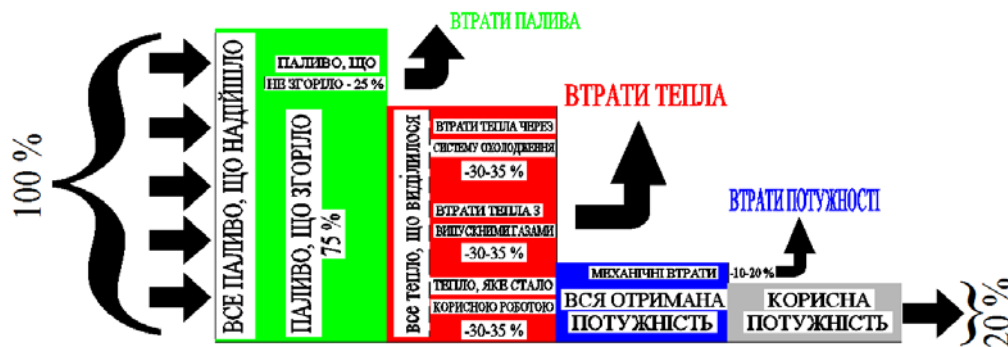 100 %
ВСЕ ПАЛИВО, ЩО НАДІЙШЛО
ПАЛИВО, ЩО
НЕ ЗГОРІЛО - 25 %
ПАЛИВО, ЩО ЗГОРІЛО
75 %
ВТРАТИ ПАЛИВА
все тепло, що виділилося
ВТРАТИ ТЕПЛА ЧЕРЕЗ
СИСТЕМУ ОХОЛОДЖЕННЯ
-30-35 %
ВТРАТИ ТЕПЛА З
ВИПУСКНИМИ ГАЗАМИ
-30-35 %
ТЕПЛО, ЯКЕ СТАЛО
КОРИСНОЮ РОБОТОЮ
-30-35 %
ВТРАТИ ТЕПЛА
МЕХАНІЧНІ ВТРАТИ -10-20 %
ВСЯ ОТРИМАНА
ПОТУЖНІСТЬ
ВТРАТИ ПОТУЖНОСТІ
КОРИСНА
ПОТУЖНІСТЬ
20 %